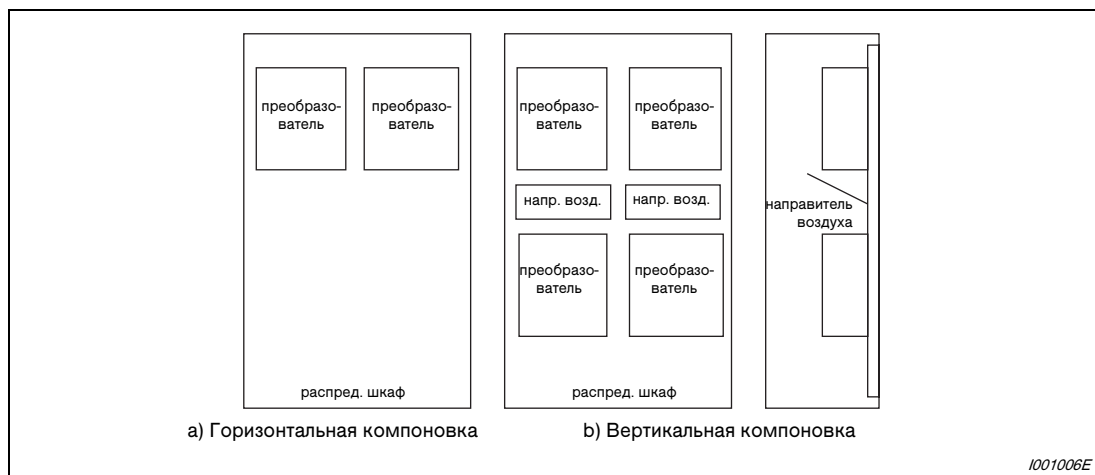 преобразо-
ватель
преобразо-
ватель
распред. шкаф
a) Горизонтальная компоновка
преобразо-
ватель
преобразо-
ватель
напр. возд.
напр. возд.
преобразо-
ватель
преобразо-
ватель
распред. шкаф
направитель
воздуха
b) Вертикальная компоновка
I001006E